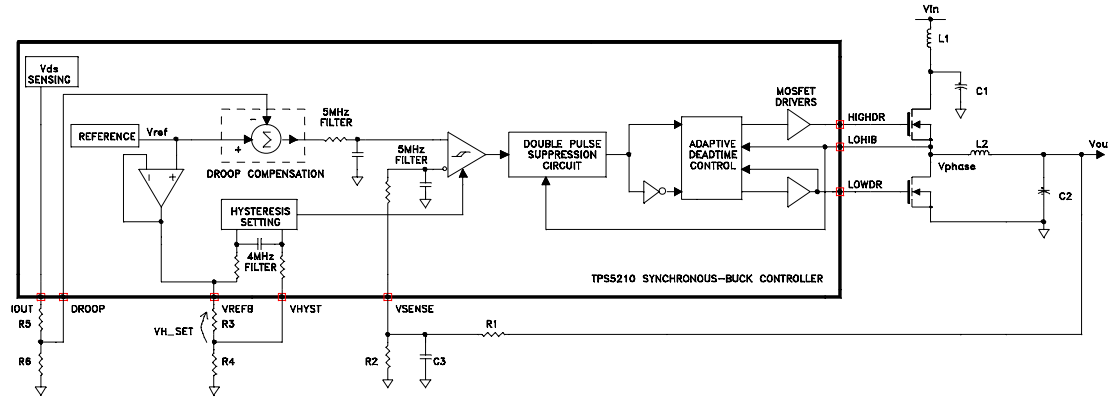 Vin
L1
C1
Vds
SENSING
MOSFET
DRIVERS
5MHz
FILTER
REFERENCE
Vref
-
Σ
+
DROOP COMPENSATION
5MHz
FILTER
DOUBLE PULSE
SUPPRESSION
CIRCUIT
ADAPTIVE
DEADTIME
CONTROL
HIGHDR
LOHIB
L2
Vou
Vphase
LOWDR
C2
- +
HYSTERESIS
SETTING
4MHz
FILTER
TPS5210 SYNCHRONOUS-BUCK CONTROLLER
IOUT
DROOP
VREFB
VHYST
VSENSE
R5
VH_SET
R3
R1
R6
R4
R2
C3